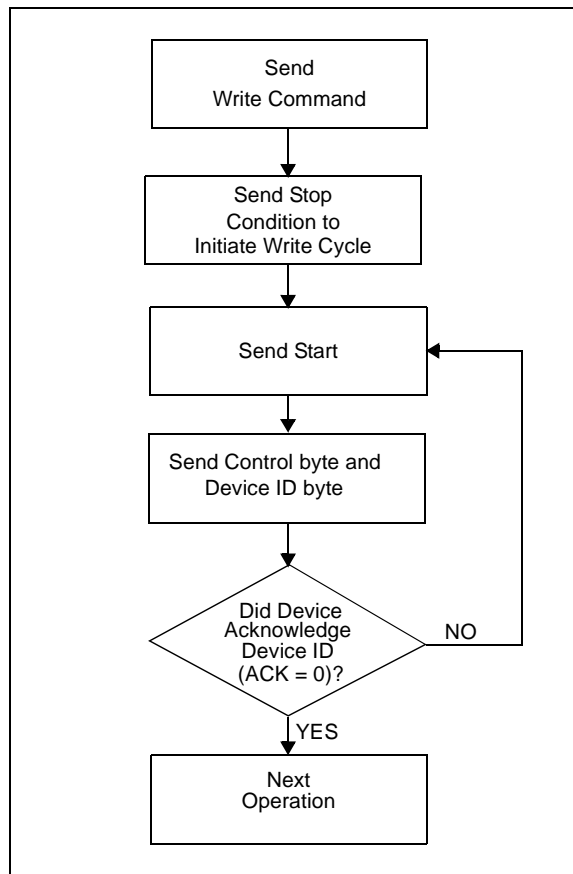 Send
Write Command
Send Stop
Condition to
Initiate Write Cycle
Send Start
Send Control byte and
Device ID byte
Did Device
Acknowledge
Device ID
(ACK = 0)?
NO
YES
Next
Operation